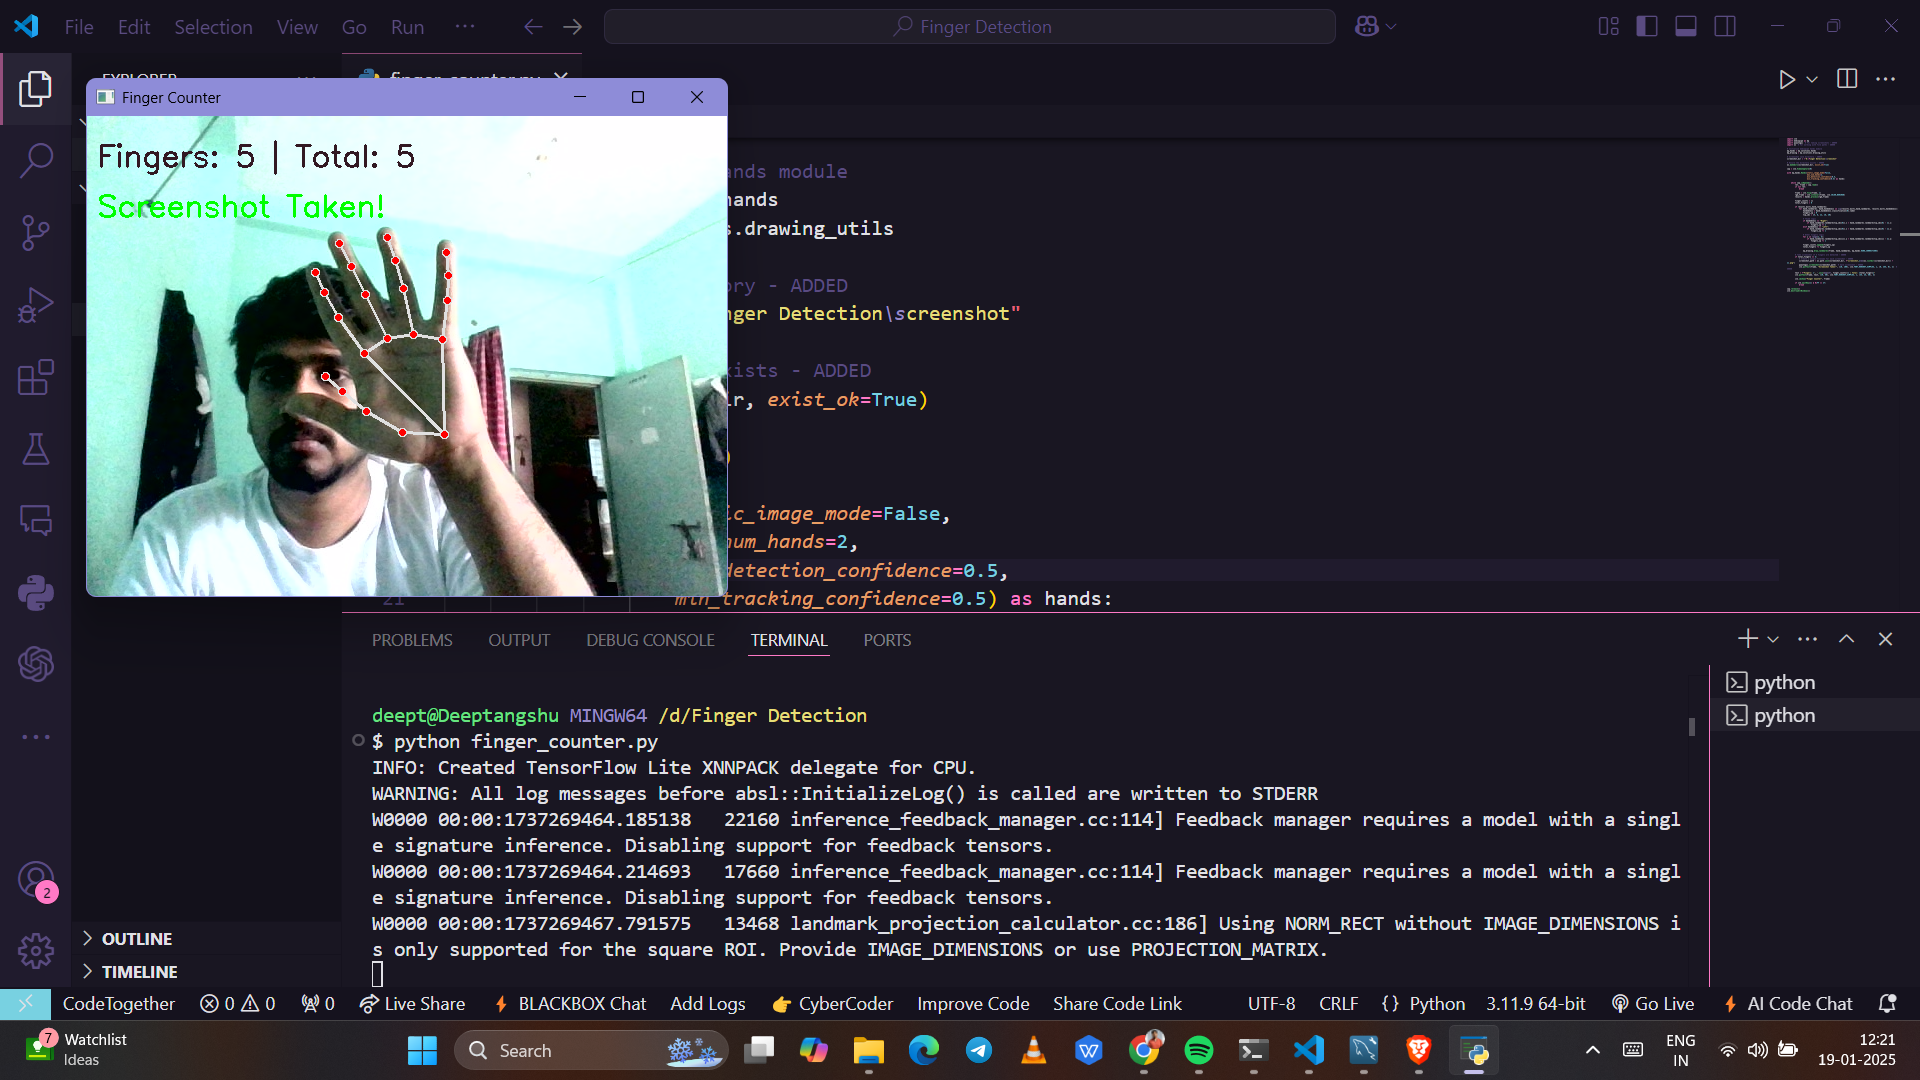 File Edit Selection View Go Run ···
Finger Detection
EXPLORER
finger_counter.py
Finger Counter
Fingers: 5 | Total: 5
Screenshot Taken!
ands module
hands
s.drawing_utils
ory - ADDED
nger Detection\screenshot"
xists - ADDED
ir, exist_ok=True)
)
ic_image_mode=False,
num_hands=2,
detection_confidence=0.5,
21 min_tracking_confidence=0.5) as hands:
PROBLEMS OUTPUT DEBUG CONSOLE TERMINAL PORTS
python
python
deept@Deeptangshu MINGW64 /d/Finger Detection
$ python finger_counter.py
INFO: Created TensorFlow Lite XNNPACK delegate for CPU.
WARNING: All log messages before absl::InitializeLog() is called are written to STDERR
W0000 00:00:1737269464.185138 22160 inference_feedback_manager.cc:114] Feedback manager requires a model with a singl
e signature inference. Disabling support for feedback tensors.
W0000 00:00:1737269464.214693 17660 inference_feedback_manager.cc:114] Feedback manager requires a model with a singl
e signature inference. Disabling support for feedback tensors.
W0000 00:00:1737269467.791575 13468 landmark_projection_calculator.cc:186] Using NORM_RECT without IMAGE_DIMENSIONS i
s only supported for the square ROI. Provide IMAGE_DIMENSIONS or use PROJECTION_MATRIX.
2
OUTLINE
TIMELINE
CodeTogether 0 0 0 Live Share BLACKBOX Chat Add Logs 👉 CyberCoder Improve Code Share Code Link UTF-8 CRLF {} Python 3.11.9 64-bit Go Live AI Code Chat
7 Watchlist
Ideas
Search
ENG
IN
12:21
19-01-2025